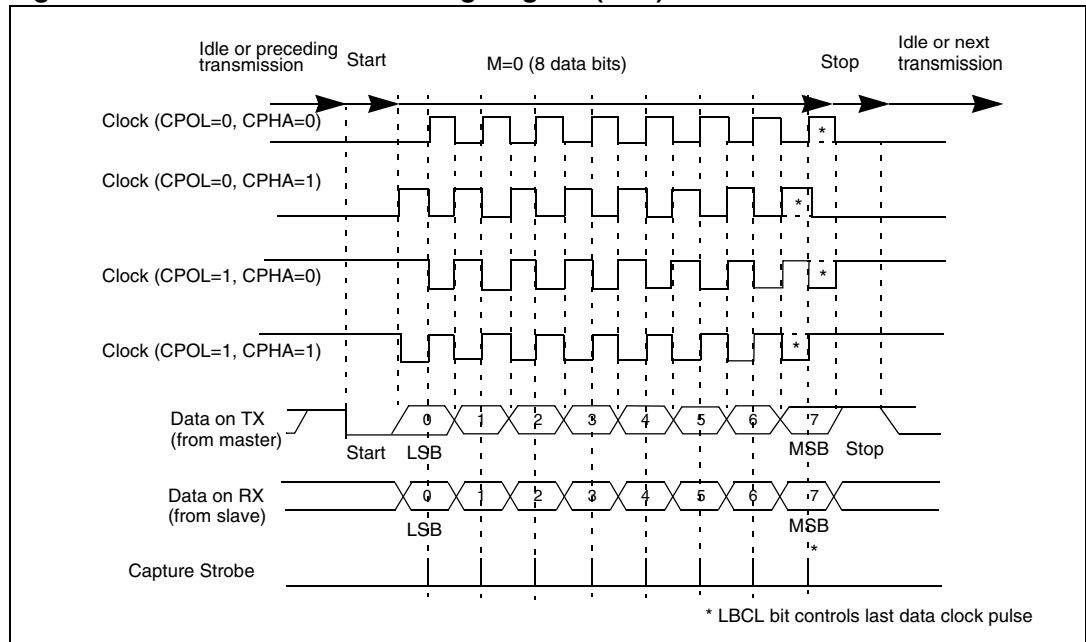 Idle or preceding
transmission
Start
M=0 (8 data bits)
Stop
Idle or next
transmission
Clock (CPOL=0, CPHA=0)
*
Clock (CPOL=0, CPHA=1)
*
Clock (CPOL=1, CPHA=0)
*
Clock (CPOL=1, CPHA=1)
*
Data on TX
(from master)
0 1 2 3 4 5 6 7
Start LSB MSB Stop
Data on RX
(from slave)
0 1 2 3 4 5 6 7
LSB MSB
*
Capture Strobe
* LBCL bit controls last data clock pulse